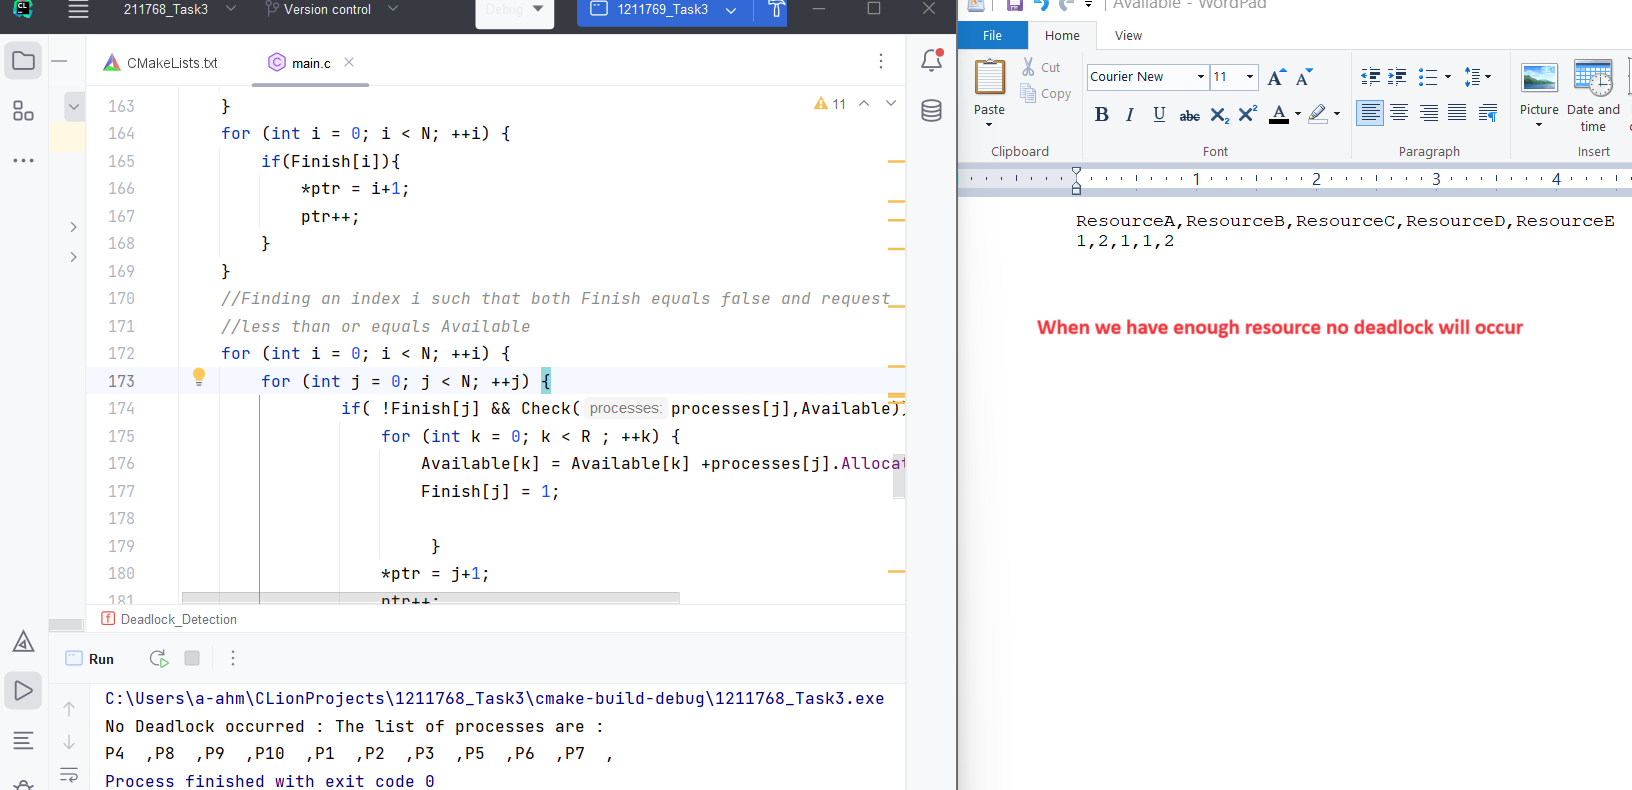 CL
211768_Task3
Version control
Debug
1211769_Task3
CMakeLists.txt
main.c
11
163 }
164 for (int i = 0; i < N; ++i) {
165 if(Finish[i]){
166 *ptr = i+1;
167 ptr++;
168 }
169 }
170 //Finding an index i such that both Finish equals false and request
171 //less than or equals Available
172 for (int i = 0; i < N; ++i) {
173 for (int j = 0; j < N; ++j) {
174 if( !Finish[j] && Check( processes: processes[j],Available))
175 for (int k = 0; k < R ; ++k) {
176 Available[k] = Available[k] +processes[j].Allocat
177 Finish[j] = 1;
178
179 }
180 *ptr = j+1;
181 ptr++;
f Deadlock_Detection
Run
C:\Users\a-ahm\CLionProjects\1211768_Task3\cmake-build-debug\1211768_Task3.exe
No Deadlock occurred : The list of processes are :
P4 ,P8 ,P9 ,P10 ,P1 ,P2 ,P3 ,P5 ,P6 ,P7 ,
Process finished with exit code 0
Available - WordPad
File Home View
Paste
Cut
Copy
Clipboard
Courier New 11
B I U abc X₂ X² A
Font
Paragraph
Picture
Date and time
Insert
1 2 3 4
ResourceA,ResourceB,ResourceC,ResourceD,ResourceE
1,2,1,1,2
When we have enough resource no deadlock will occur